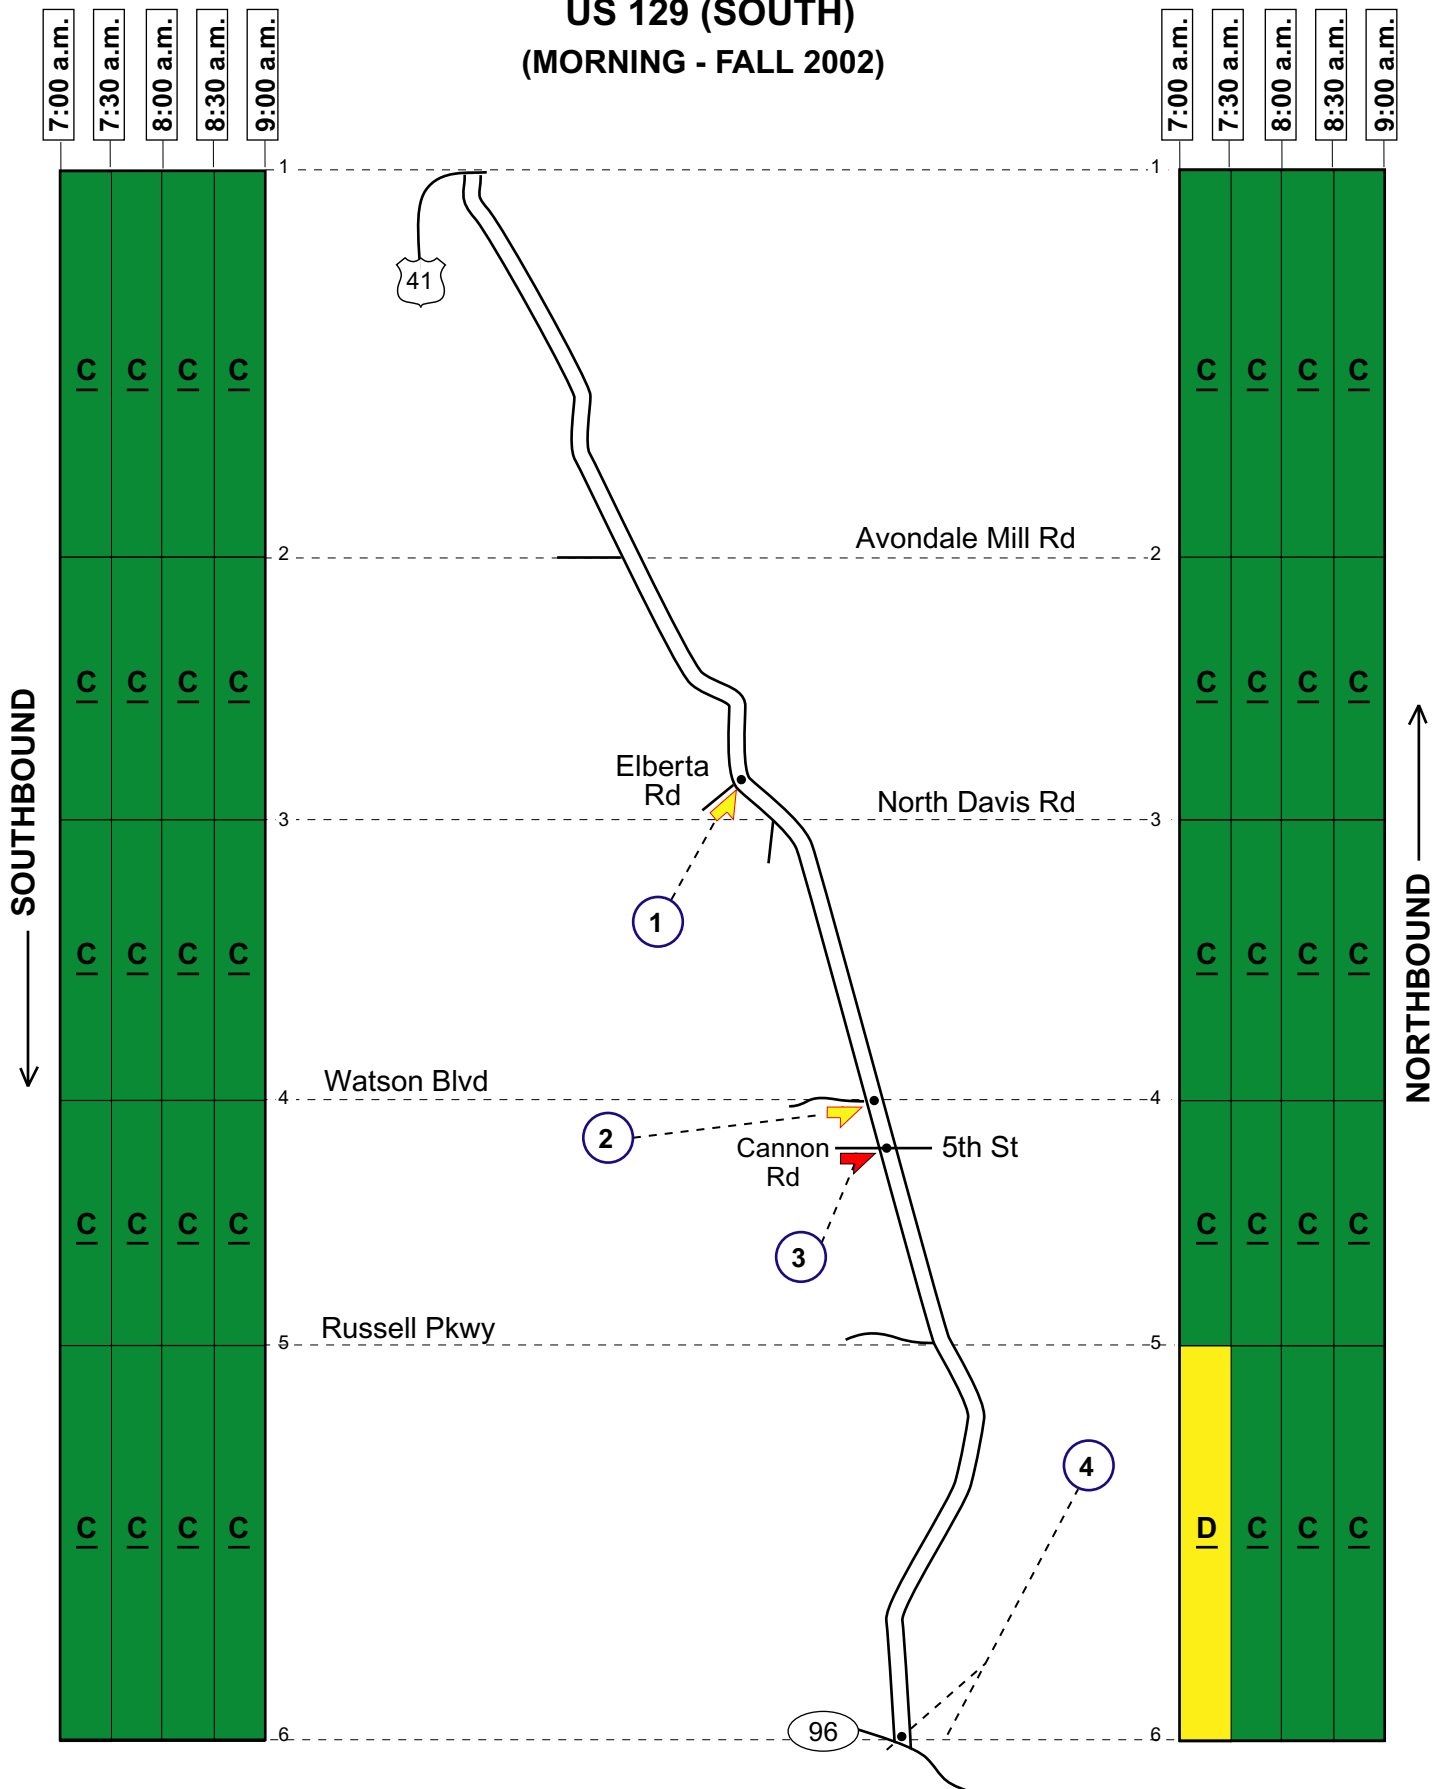 US 129 (SOUTH)
(MORNING - FALL 2002)
7:00 a.m.
7:30 a.m.
8:00 a.m.
8:30 a.m.
9:00 a.m.
7:00 a.m.
7:30 a.m.
8:00 a.m.
8:30 a.m.
9:00 a.m.
1 1
41
C C C C C C C C
Avondale Mill Rd
2 2
C C C C C C C C
SOUTHBOUND
NORTHBOUND
Elberta
Rd
North Davis Rd
3 3
1
C C C C C C C C
Watson Blvd
4 4
2
Cannon
Rd
5th St
C C C C C C C C
3
Russell Pkwy
5 5
4
C C C C D C C C
96
6 6